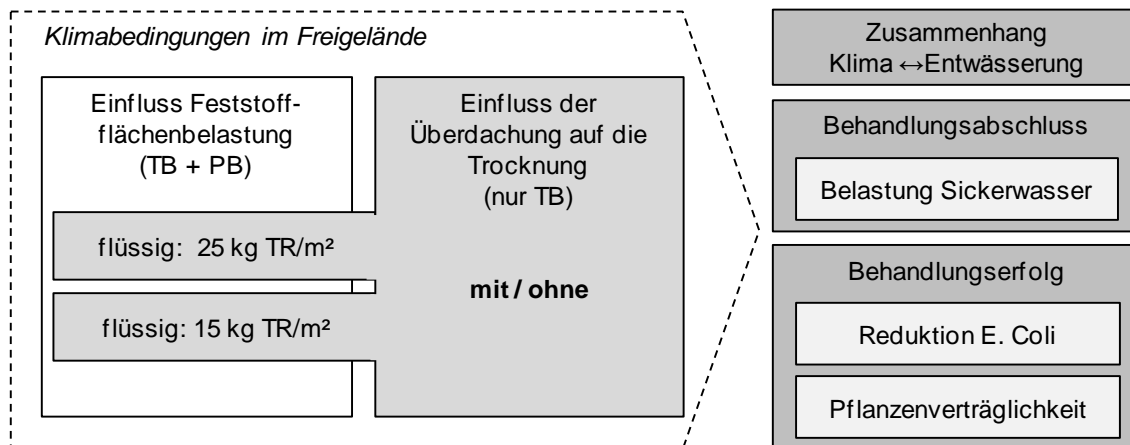 Klimabedingungen im Freigelände
Einfluss Feststoff-
flächenbelastung
(TB + PB)
flüssig: 25 kg TR/m²
flüssig: 15 kg TR/m²
Einfluss der
Überdachung auf die
Trocknung
(nur TB)
mit / ohne
Zusammenhang
Klima ↔Entwässerung
Behandlungsabschluss
Belastung Sickerwasser
Behandlungserfolg
Reduktion E. Coli
Pflanzenverträglichkeit